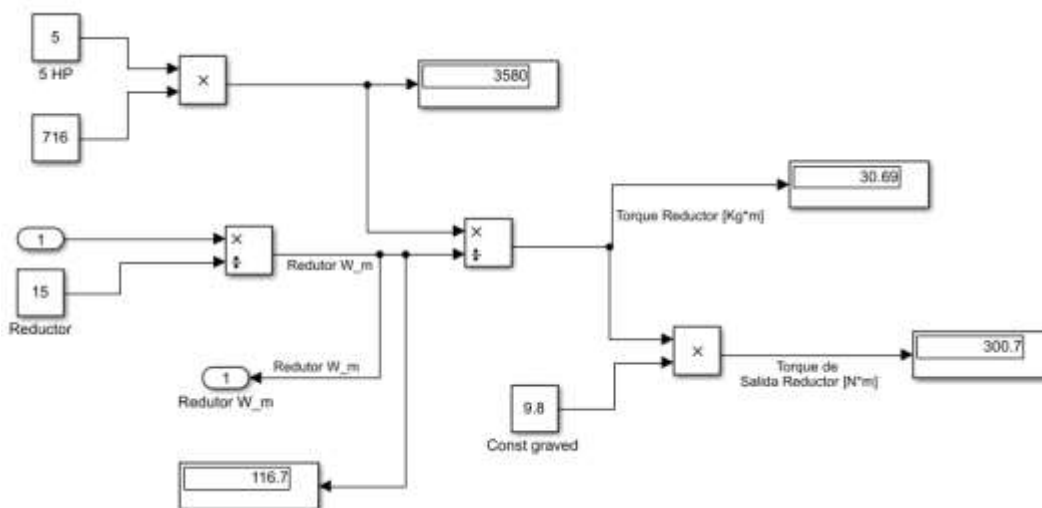 5
5 HP
×
3580
716
30.69
Torque Reductor [Kg*m]
1
×
÷
Redutor W_m
×
÷
15
Reductor
×
300.7
Torque de
Salida Reductor [N*m]
Redutor W_m
1
Redutor W_m
9.8
Const graved
116.7